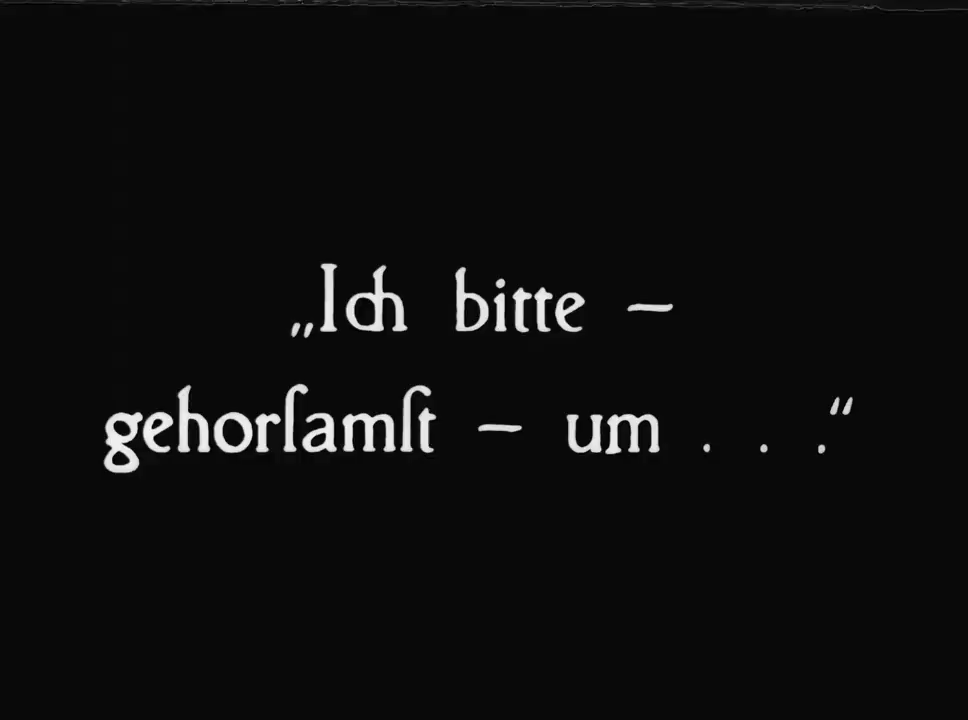 „Ich bitte —
gehorſamſt — um . . .“